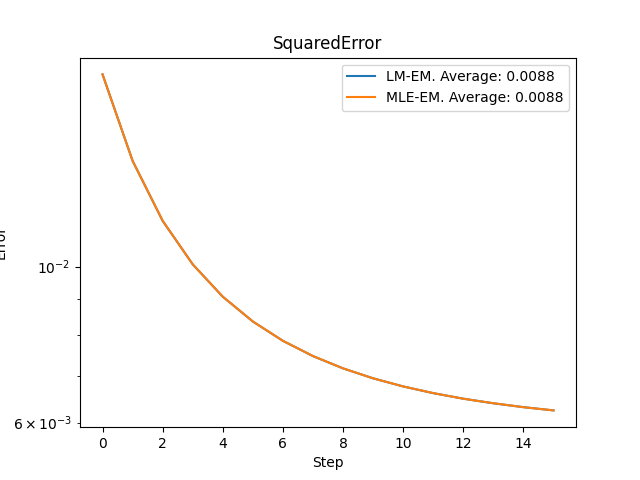 SquaredError
LM-EM. Average: 0.0088
MLE-EM. Average: 0.0088
Error
10⁻²
6 × 10⁻³
0 2 4 6 8 10 12 14
Step